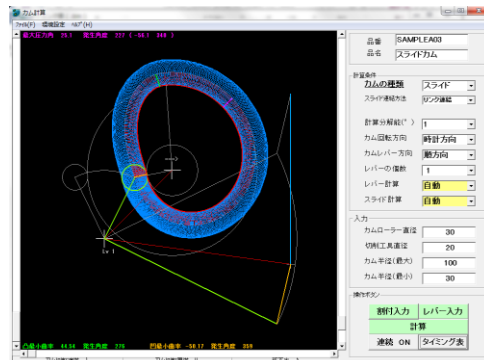 カム計算
ファイル(F) 環境設定 ヘルプ(H)
最大圧力角 25.1 発生角度 227 ( -50.1 340 )
品番 SAMPLEA03
品名 スライドカム
計算条件
カムの種類 スライド
スライド連結方法 リンク連結
計算分解能(°) 1
カム回転方向 時計方向
カムレバー方向 離方向
レバーの個数 1
レバー計算 自動
スライド計算 自動
入力
カムローラー直径 30
切削工具直径 20
カム半径(最大) 100
カム半径(最小) 30
操作ボタン
割付入力 レバー入力
計算
連続 ON タイミング表
lv 1
凸最小曲率 44.54 発生角度 276 凹最小曲率 -50.17 発生角度 359